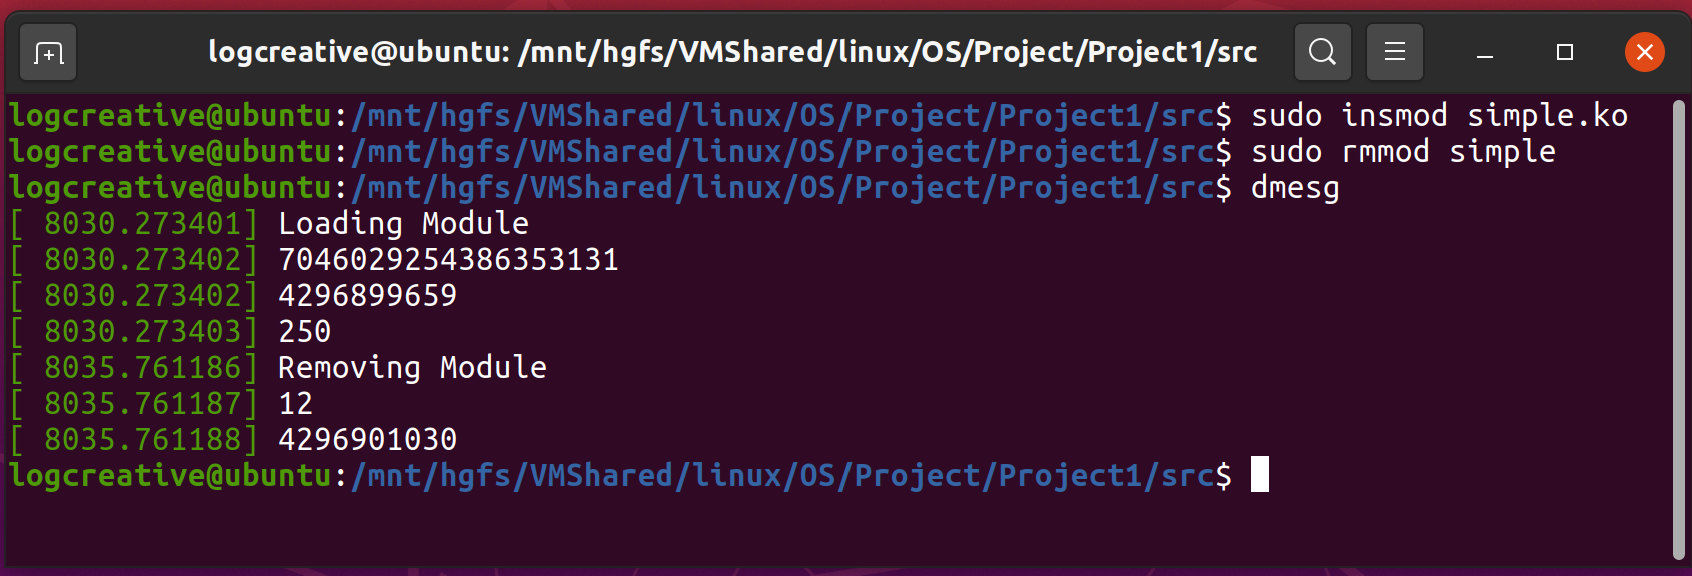 logcreative@ubuntu: /mnt/hgfs/VMShared/linux/OS/Project/Project1/src
logcreative@ubuntu:/mnt/hgfs/VMShared/linux/OS/Project/Project1/src$ sudo insmod simple.ko
logcreative@ubuntu:/mnt/hgfs/VMShared/linux/OS/Project/Project1/src$ sudo rmmod simple
logcreative@ubuntu:/mnt/hgfs/VMShared/linux/OS/Project/Project1/src$ dmesg
[ 8030.273401] Loading Module
[ 8030.273402] 7046029254386353131
[ 8030.273402] 4296899659
[ 8030.273403] 250
[ 8035.761186] Removing Module
[ 8035.761187] 12
[ 8035.761188] 4296901030
logcreative@ubuntu:/mnt/hgfs/VMShared/linux/OS/Project/Project1/src$